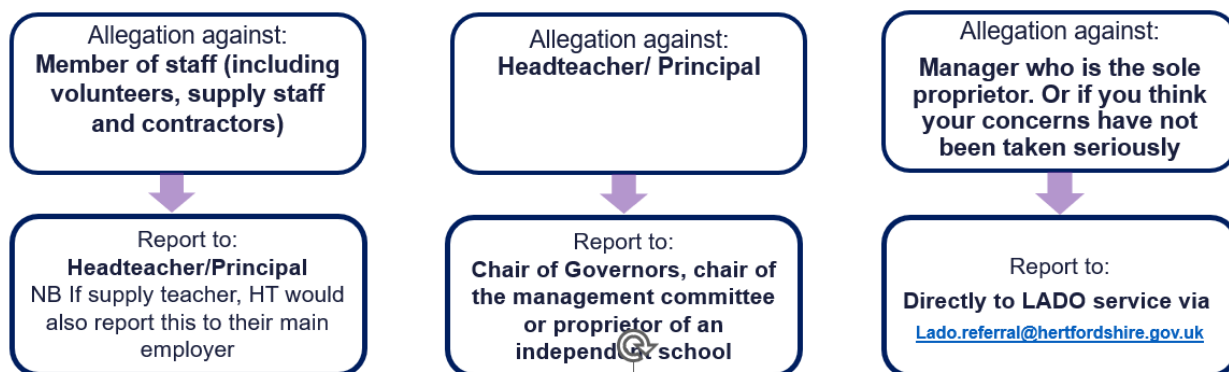 Allegation against:
Member of staff (including
volunteers, supply staff
and contractors)
Report to:
Headteacher/Principal
NB If supply teacher, HT would
also report this to their main
employer
Allegation against:
Headteacher/ Principal
Report to:
Chair of Governors, chair of
the management committee
or proprietor of an
independent school
Allegation against:
Manager who is the sole
proprietor. Or if you think
your concerns have not
been taken seriously
Report to:
Directly to LADO service via
Lado.referral@hertfordshire.gov.uk